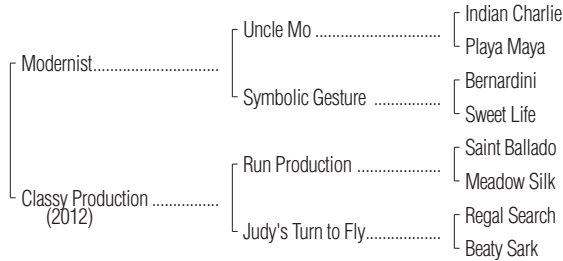 Indian Charlie
Uncle Mo ........................................
Playa Maya
Modernist........................................
Bernardini
Symbolic Gesture .....................
Sweet Life
Saint Ballado
Run Production ..........................
Meadow Silk
Classy Production .....................
(2012)
Regal Search
Judy's Turn to Fly........................
Beaty Sark